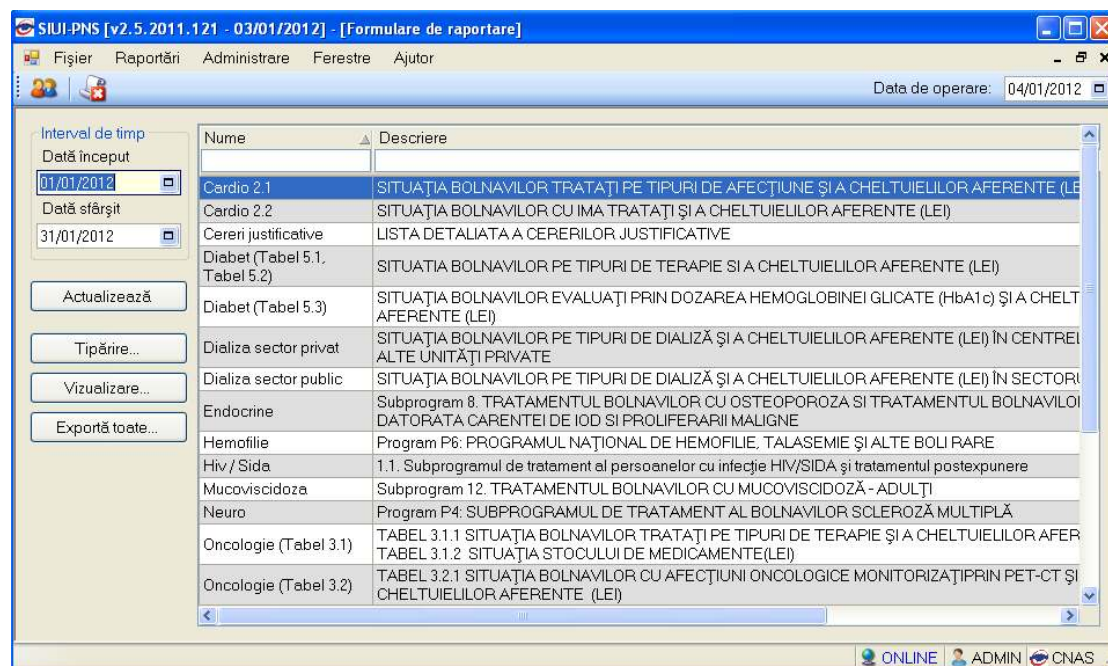 SIUI-PNS [v2.5.2011.121 - 03/01/2012] - [Formulare de raportare]
Fişier Raportări Administrare Ferestre Ajutor
Data de operare: 04/01/2012
Interval de timp
Dată început
01/01/2012
Dată sfârşit
31/01/2012
Actualizează
Tipărire...
Vizualizare...
Exportă toate...
Nume Descriere
Cardio 2.1 SITUAŢIA BOLNAVILOR TRATAŢI PE TIPURI DE AFECŢIUNE ŞI A CHELTUIELILOR AFERENTE (LE
Cardio 2.2 SITUAŢIA BOLNAVILOR CU IMA TRATAŢI ŞI A CHELTUIELILOR AFERENTE (LEI)
Cereri justificative LISTA DETALIATA A CERERILOR JUSTIFICATIVE
Diabet (Tabel 5.1,
Tabel 5.2)
SITUATIA BOLNAVILOR PE TIPURI DE TERAPIE SI A CHELTUIELILOR AFERENTE (LEI)
Diabet (Tabel 5.3)
SITUAŢIA BOLNAVILOR EVALUAŢI PRIN DOZAREA HEMOGLOBINEI GLICATE (HbA1c) ŞI A CHELT
AFERENTE (LEI)
Dializa sector privat
SITUAŢIA BOLNAVILOR PE TIPURI DE DIALIZĂ ŞI A CHELTUIELILOR AFERENTE (LEI) ÎN CENTREL
ALTE UNITĂŢI PRIVATE
Dializa sector public SITUAŢIA BOLNAVILOR PE TIPURI DE DIALIZĂ ŞI A CHELTUIELILOR AFERENTE (LEI) ÎN SECTORU
Endocrine
Subprogram 8. TRATAMENTUL BOLNAVILOR CU OSTEOPOROZA SI TRATAMENTUL BOLNAVILOI
DATORATA CARENTEI DE IOD SI PROLIFERARII MALIGNE
Hemofilie Program P6: PROGRAMUL NAŢIONAL DE HEMOFILIE, TALASEMIE ŞI ALTE BOLI RARE
Hiv / Sida 1.1. Subprogramul de tratament al persoanelor cu infecţie HIV/SIDA şi tratamentul postexpunere
Mucoviscidoza Subprogram 12. TRATAMENTUL BOLNAVILOR CU MUCOVISCIDOZĂ - ADULŢI
Neuro Program P4: SUBPROGRAMUL DE TRATAMENT AL BOLNAVILOR SCLEROZĂ MULTIPLĂ
Oncologie (Tabel 3.1)
TABEL 3.1.1 SITUAŢIA BOLNAVILOR TRATAŢI PE TIPURI DE TERAPIE ŞI A CHELTUIELILOR AFER
TABEL 3.1.2 SITUAŢIA STOCULUI DE MEDICAMENTE(LEI)
Oncologie (Tabel 3.2)
TABEL 3.2.1 SITUAŢIA BOLNAVILOR CU AFECŢIUNI ONCOLOGICE MONITORIZAŢIPRIN PET-CT ŞI
CHELTUIELILOR AFERENTE (LEI)
ONLINE ADMIN CNAS